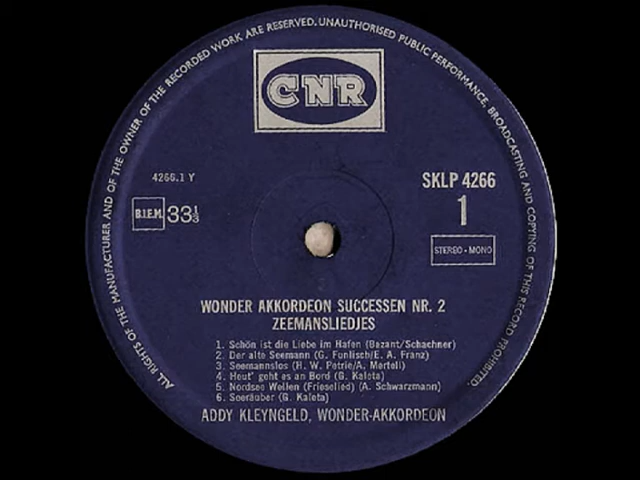 ALL RIGHTS OF THE MANUFACTURER AND OF THE OWNER OF THE RECORDED WORK ARE RESERVED. UNAUTHORISED PUBLIC PERFORMANCE, BROADCASTING AND COPYING OF THIS RECORD PROHIBITED.
CNR
4266.1 Y
SKLP 4266
B.I.E.M. 33 1/3
1
STEREO - MONO
WONDER AKKORDEON SUCCESSEN NR. 2
ZEEMANSLIEDJES
1. Schön ist die Liebe im Hafen (Bazant/Schachner)
2. Der alte Seemann (G. Funlisch/E. A. Franz)
3. Seemannslos (H. W. Petrie/A. Martell)
4. Heut' geht es an Bord (G. Kaleta)
5. Nordsee Wellen (Frieselied) (A. Schwarzmann)
6. Seeräuber (G. Kaleta)
ADDY KLEYNGELD, WONDER-AKKORDEON